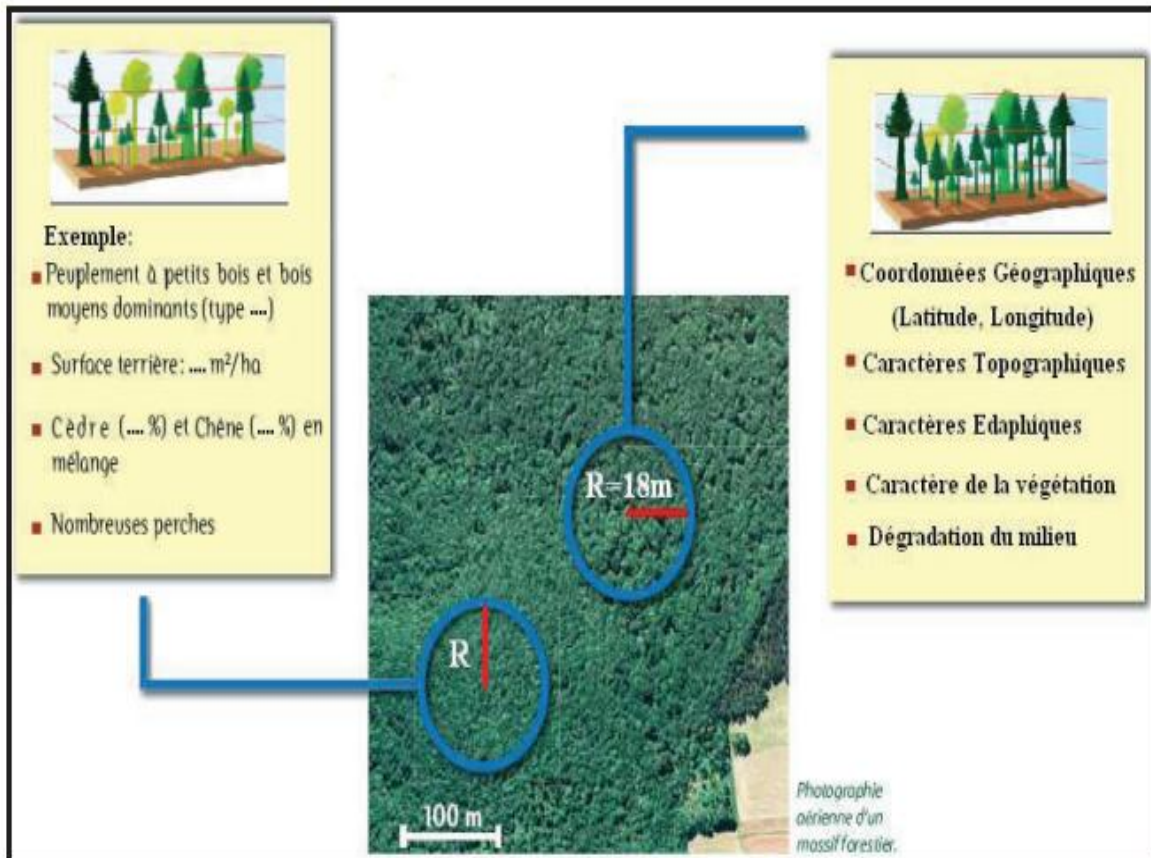 Exemple:
Peuplement à petits bois et bois
moyens dominants (type ....)
Surface terrière: .... m²/ha
Cèdre (.... %) et Chêne (.... %) en
mélange
Nombreuses perches
Coordonnées Géographiques
(Latitude, Longitude)
Caractères Topographiques
Caractères Edaphiques
Caractère de la végétation
Dégradation du milieu
R=18m
R
100 m
Photographie
aérienne d'un
massif forestier.